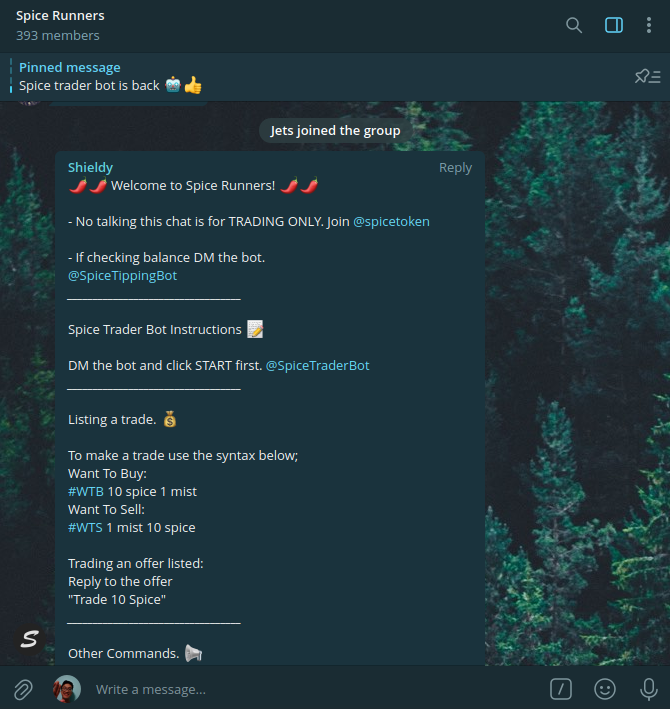 Spice Runners
393 members
Pinned message
Spice trader bot is back 🤖👍
Jets joined the group
Shieldy
Reply
🌶️🌶️ Welcome to Spice Runners! 🌶️🌶️
- No talking this chat is for TRADING ONLY. Join @spicetoken
- If checking balance DM the bot.
@SpiceTippingBot
______________________________
Spice Trader Bot Instructions 📝
DM the bot and click START first. @SpiceTraderBot
______________________________
Listing a trade. 💰
To make a trade use the syntax below;
Want To Buy:
#WTB 10 spice 1 mist
Want To Sell:
#WTS 1 mist 10 spice
Trading an offer listed:
Reply to the offer
"Trade 10 Spice"
______________________________
S
Other Commands. 📢
Write a message...